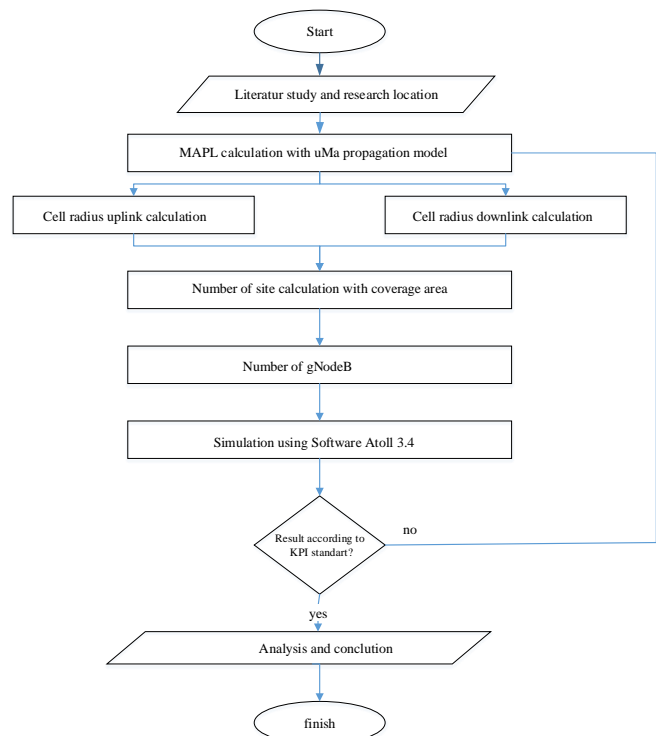 Start
Literatur study and research location
MAPL calculation with uMa propagation model
Cell radius uplink calculation
Cell radius downlink calculation
Number of site calculation with coverage area
Number of gNodeB
Simulation using Software Atoll 3.4
Result according to
KPI standart?
no
yes
Analysis and conclution
finish